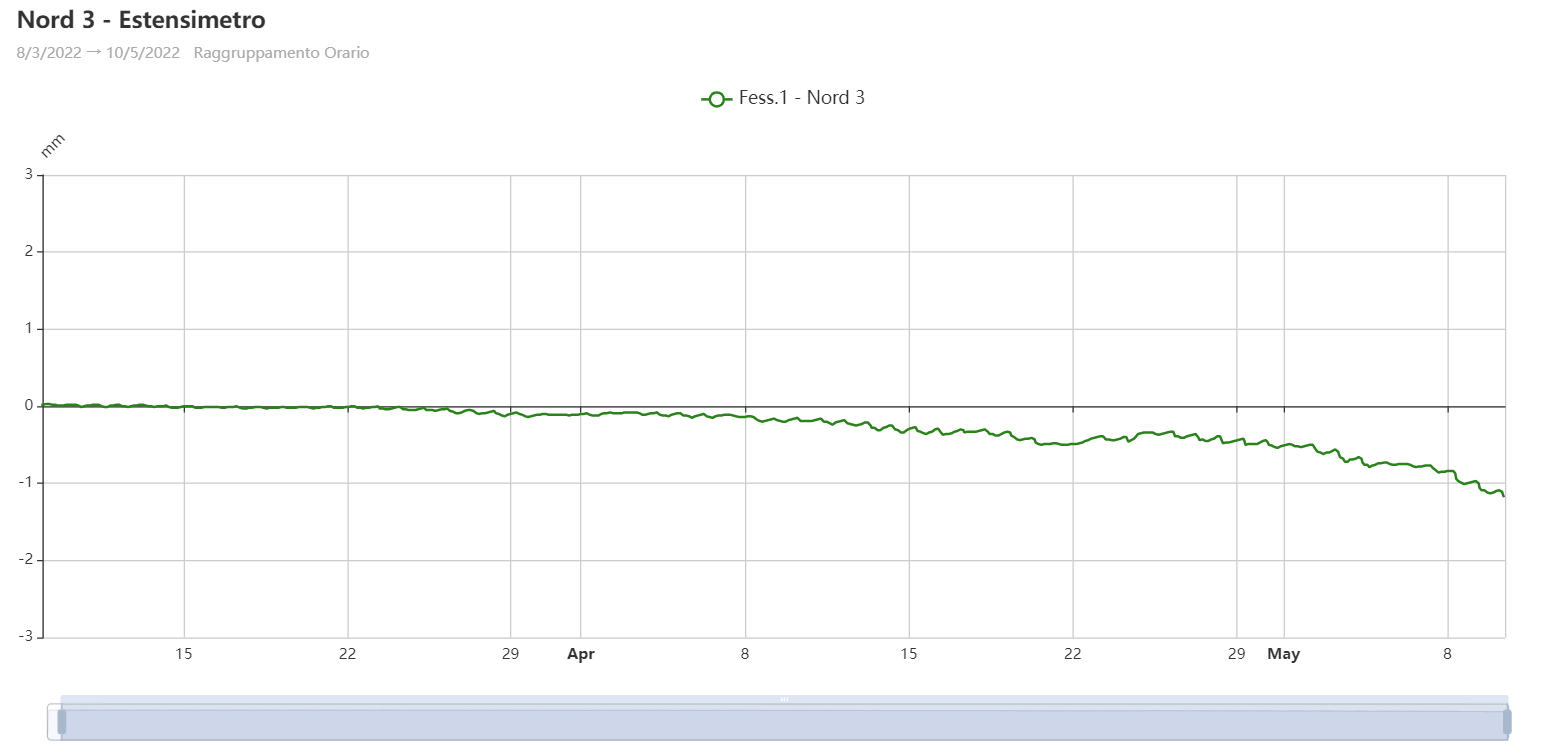 Nord 3 - Estensimetro
8/3/2022 → 10/5/2022 Raggruppamento Orario
Fess.1 - Nord 3
mm
3
2
1
0
-1
-2
-3
15 22 29 Apr 8 15 22 29 May 8